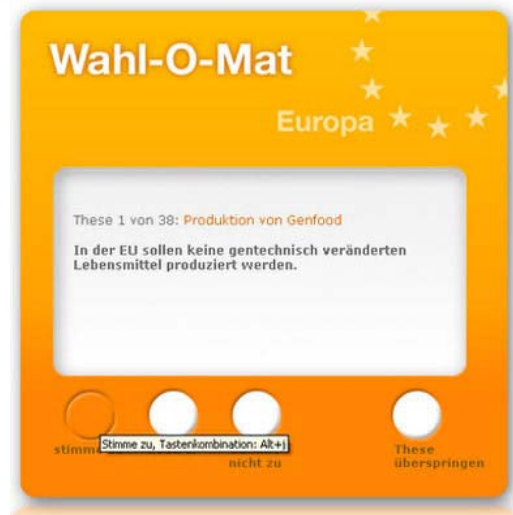 Wahl-O-Mat
Europa
These 1 von 38: Produktion von Genfood
In der EU sollen keine gentechnisch veränderten
Lebensmittel produziert werden.
Stimme zu, Tastenkombination: Alt+j
stimme
nicht zu
These
überspringen